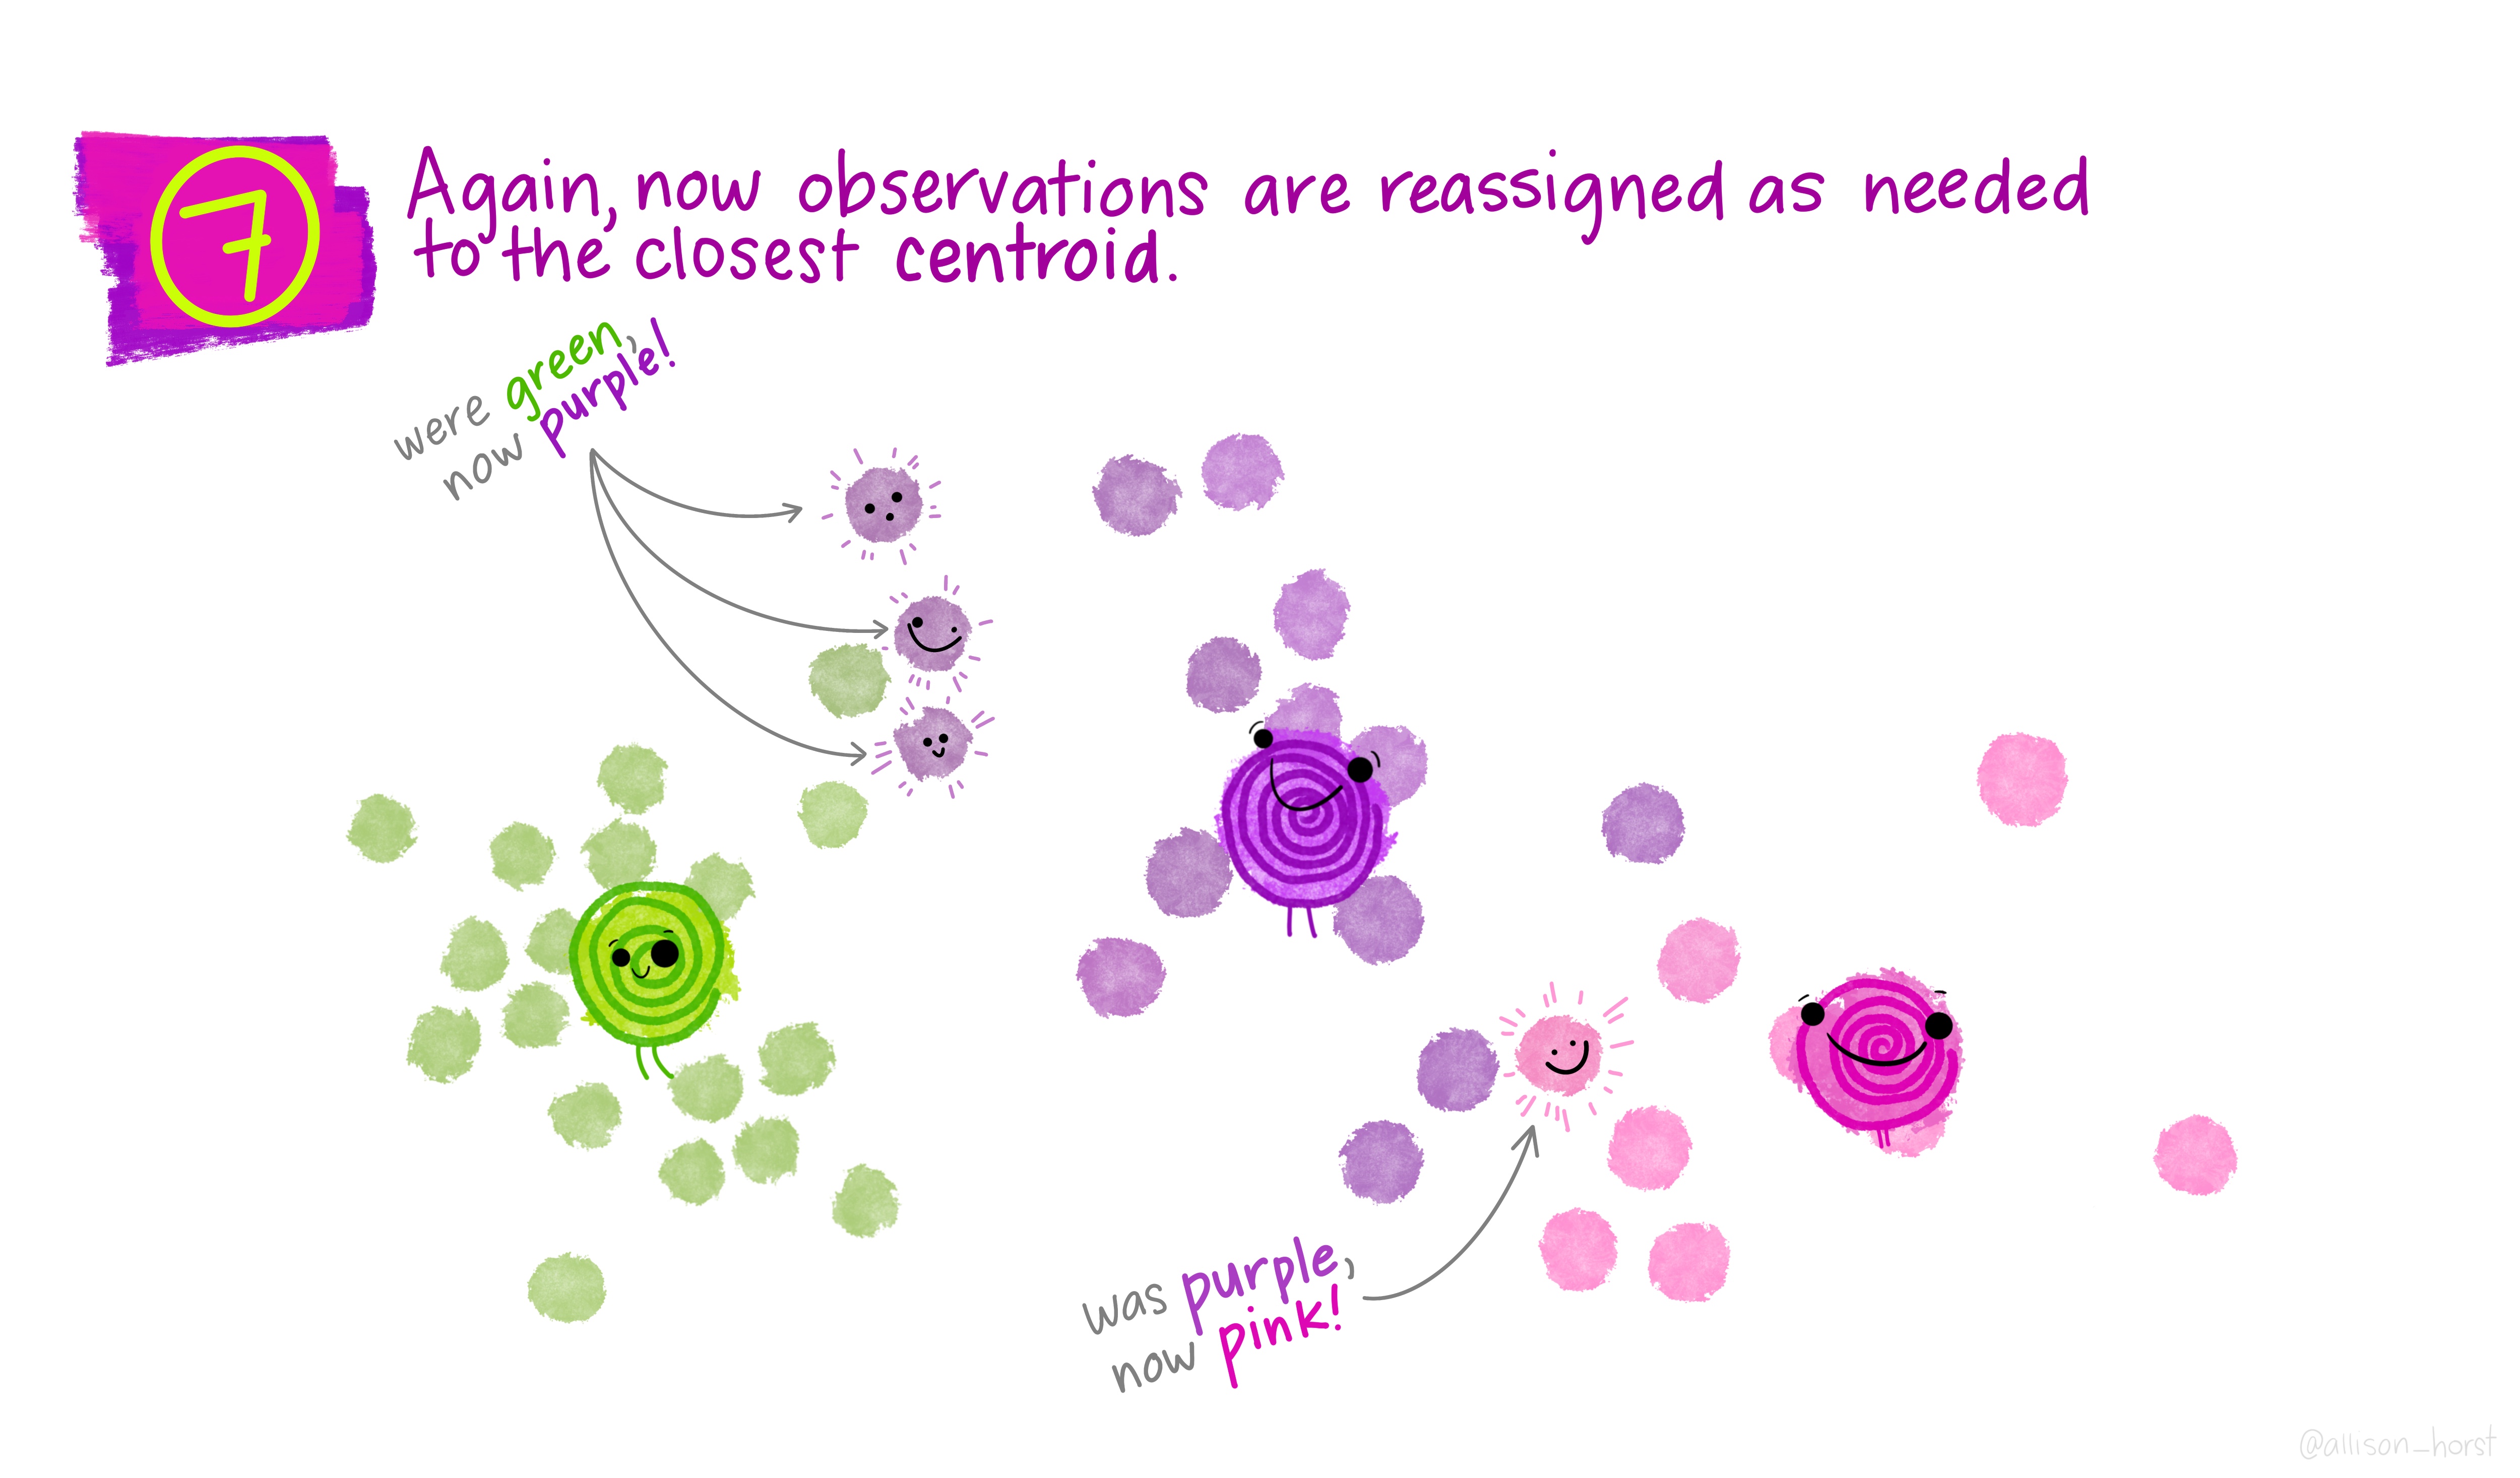 7
Again, now observations are reassigned as needed
to the closest centroid.
were green,
now purple!
was purple,
now pink!
@allison_horst